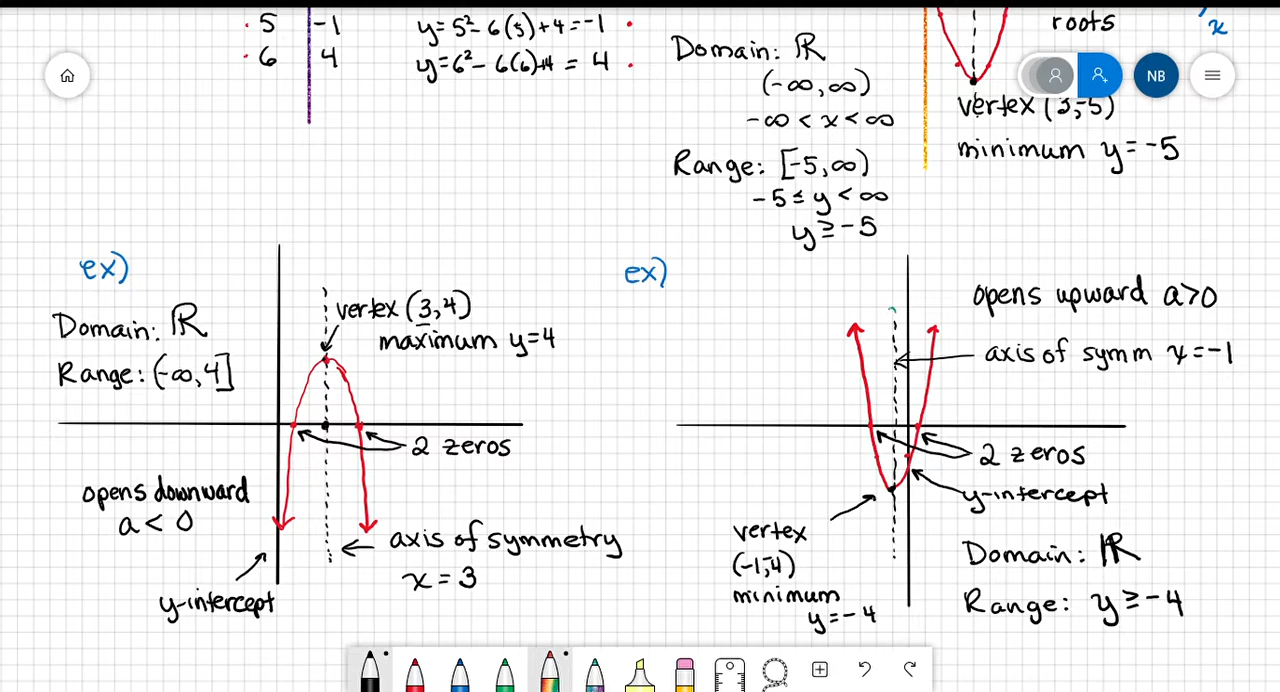 5 -1 y=5²-6(5)+4=-1
6 4 y=6²-6(6)+4=4
Domain: ℝ
(-∞,∞)
-∞<x<∞
Range: [-5,∞)
-5≤y<∞
y≥-5
roots
x
NB
vertex (3,-5)
minimum y=-5
ex)
Domain: ℝ
Range: (-∞,4]
vertex (3,4)
maximum y=4
2 zeros
opens downward
a<0
axis of symmetry
x=3
y-intercept
ex)
opens upward a>0
axis of symm x=-1
2 zeros
y-intercept
vertex
(-1,-4)
minimum
y=-4
Domain: ℝ
Range: y≥-4